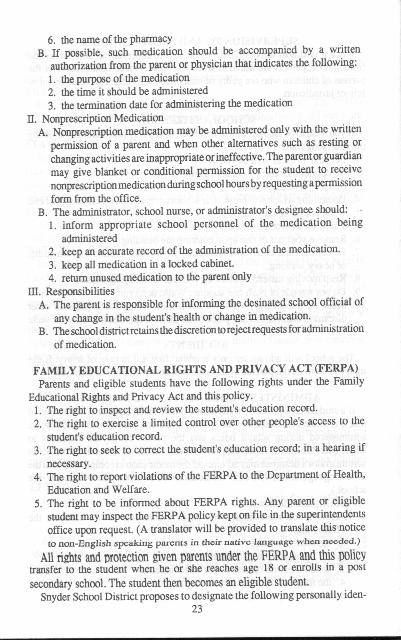 6. the name of the pharmacy
B. If possible, such medication should be accompanied by a written
authorization from the parent or physician that indicates the following:
1. the purpose of the medication
2. the time it should be administered
3. the termination date for administering the medication
II. Nonprescription Medication
A. Nonprescription medication may be administered only with the written
permission of a parent and when other alternatives such as resting or
changing activities are inappropriate or ineffective. The parent or guardian
may give blanket or conditional permission for the student to receive
nonprescription medication during school hours by requesting a permission
form from the office.
B. The administrator, school nurse, or administrator's designee should:
1. inform appropriate school personnel of the medication being
administered
2. keep an accurate record of the administration of the medication.
3. keep all medication in a locked cabinet.
4. return unused medication to the parent only
III. Responsibilities
A. The parent is responsible for informing the desinated school official of
any change in the student's health or change in medication.
B. The school district retains the discretion to reject requests for administration
of medication.
FAMILY EDUCATIONAL RIGHTS AND PRIVACY ACT (FERPA)
Parents and eligible students have the following rights under the Family
Educational Rights and Privacy Act and this policy.
1. The right to inspect and review the student's education record.
2. The right to exercise a limited control over other people's access to the
student's education record.
3. The right to seek to correct the student's education record; in a hearing if
necessary.
4. The right to report violations of the FERPA to the Department of Health,
Education and Welfare.
5. The right to be informed about FERPA rights. Any parent or eligible
student may inspect the FERPA policy kept on file in the superintendents
office upon request. (A translator will be provided to translate this notice
to non-English speaking parents in their native language when needed.)
All rights and protection given parents under the FERPA and this policy
transfer to the student when he or she reaches age 18 or enrolls in a post
secondary school. The student then becomes an eligible student.
Snyder School District proposes to designate the following personally iden-
23